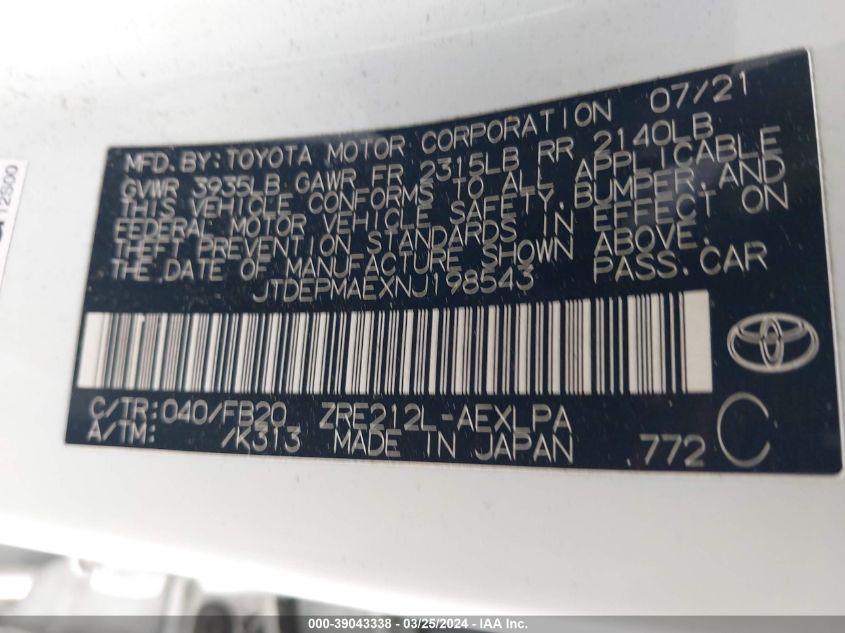 12S00
MFD. BY: TOYOTA MOTOR CORPORATION 07/21
GVWR 3935LB GAWR FR 2315LB RR 2140LB
THIS VEHICLE CONFORMS TO ALL APPLICABLE
FEDERAL MOTOR VEHICLE SAFETY, BUMPER, AND
THEFT PREVENTION STANDARDS IN EFFECT ON
THE DATE OF MANUFACTURE SHOWN ABOVE.
JTDEPMAEXNJ198543 PASS. CAR
C/TR: 040/FB20 ZRE212L-AEXLPA C
A/TM: /K313 MADE IN JAPAN 772
000-39043338 - 03/25/2024 - IAA Inc.